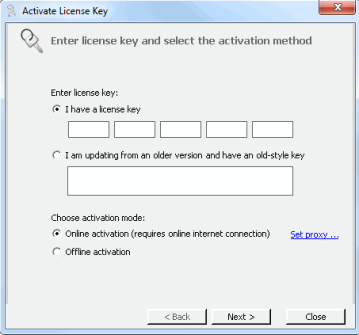 Activate License Key
Enter license key and select the activation method
Enter license key:
I have a license key
I am updating from an older version and have an old-style key
Choose activation mode:
Online activation (requires online internet connection)
Set proxy ...
Offline activation
< Back
Next >
Close